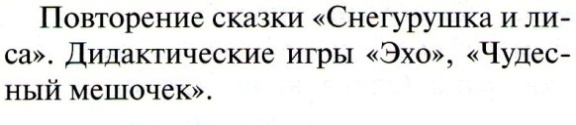 Повторение сказки «Снегурушка и ли-
са». Дидактические игры «Эхо», «Чудес-
ный мешочек».